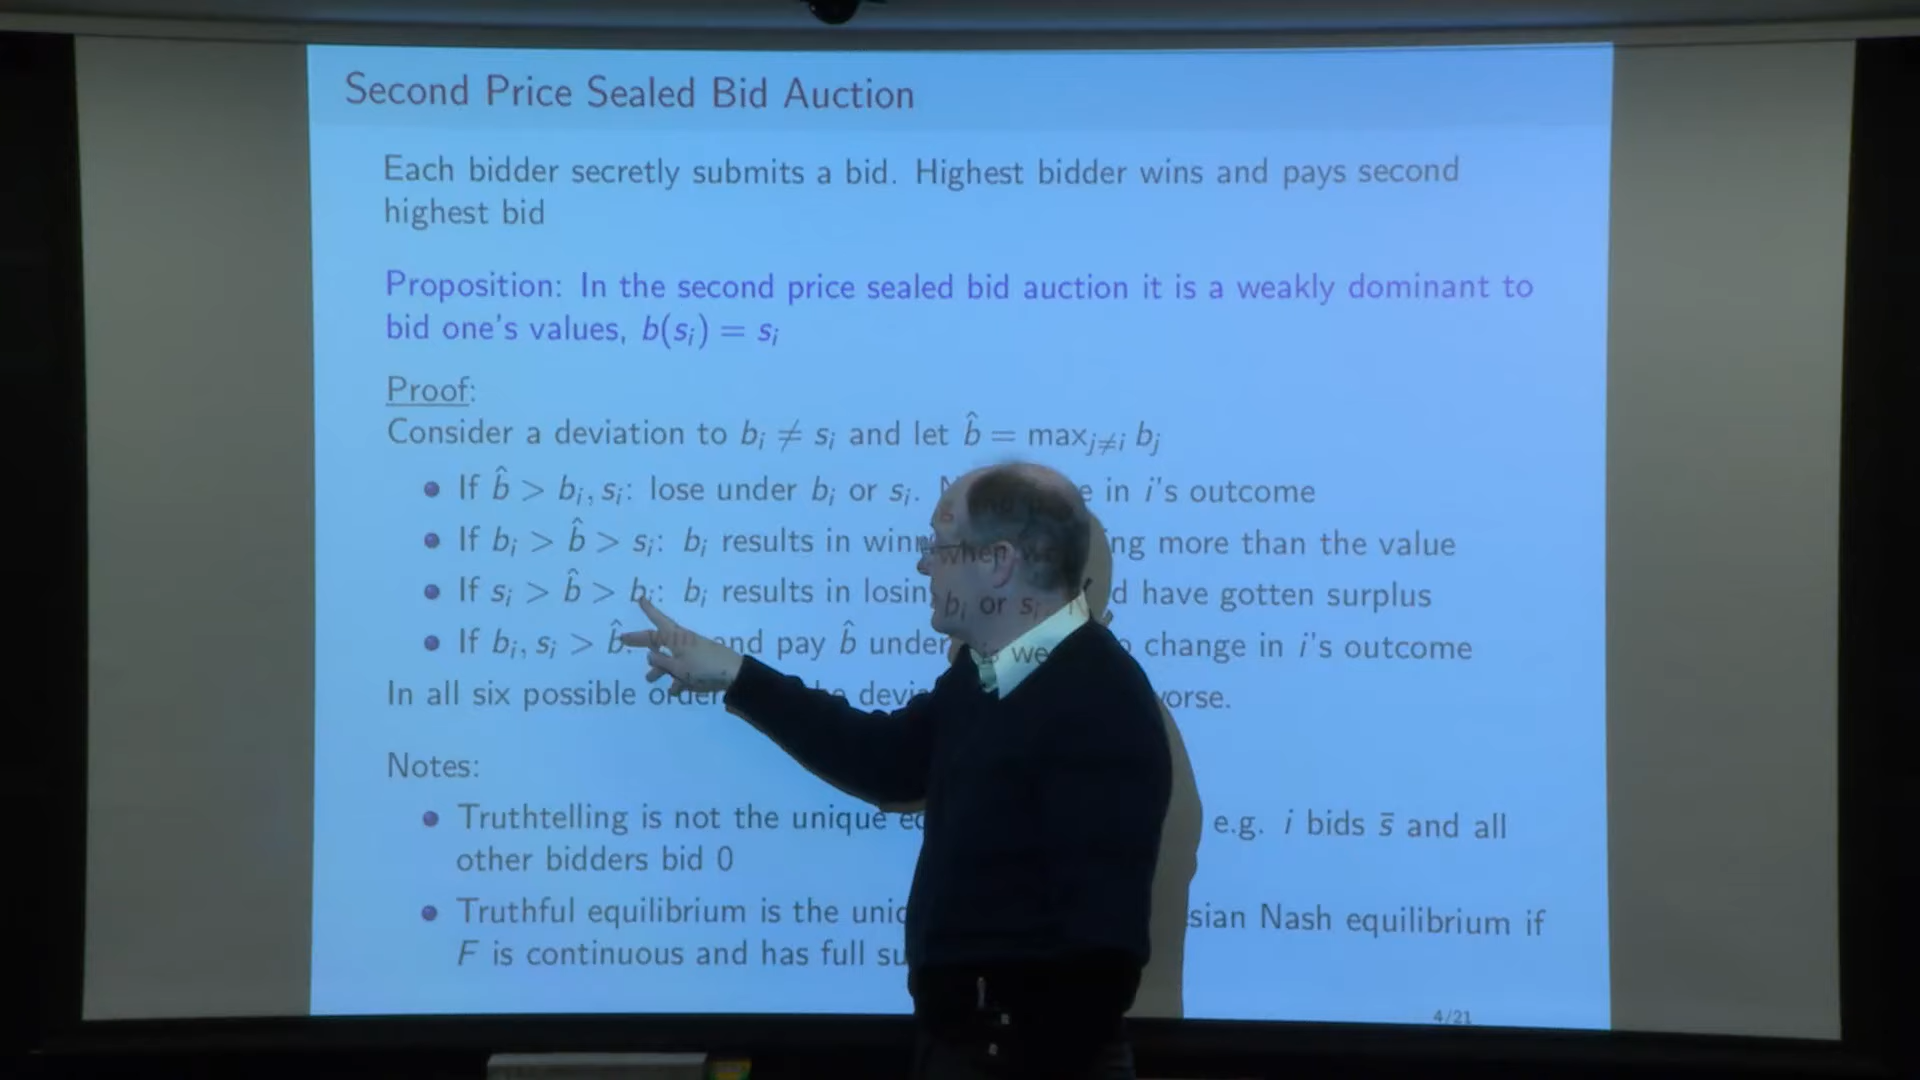 Second Price Sealed Bid Auction
Each bidder secretly submits a bid. Highest bidder wins and pays second
highest bid
Proposition: In the second price sealed bid auction it is a weakly dominant to
bid one's values, b(sᵢ) = sᵢ
Proof:
Consider a deviation to bᵢ ≠ sᵢ and let b̂ = maxⱼ≠ᵢ bⱼ
• If b̂ > bᵢ, sᵢ: lose under bᵢ or sᵢ. in i's outcome
• If bᵢ > b̂ > sᵢ: bᵢ results in when more than the value
• If sᵢ > b̂ > bᵢ: bᵢ results in bᵢ or sᵢ have gotten surplus
• If bᵢ, sᵢ > b̂: and pay b̂ under change in i's outcome
In all six possible
Notes:
• Truthtelling is not the unique e.g. i bids s̄ and all
other bidders bid 0
• Truthful equilibrium is the Nash equilibrium if
F is continuous and has full
4/21